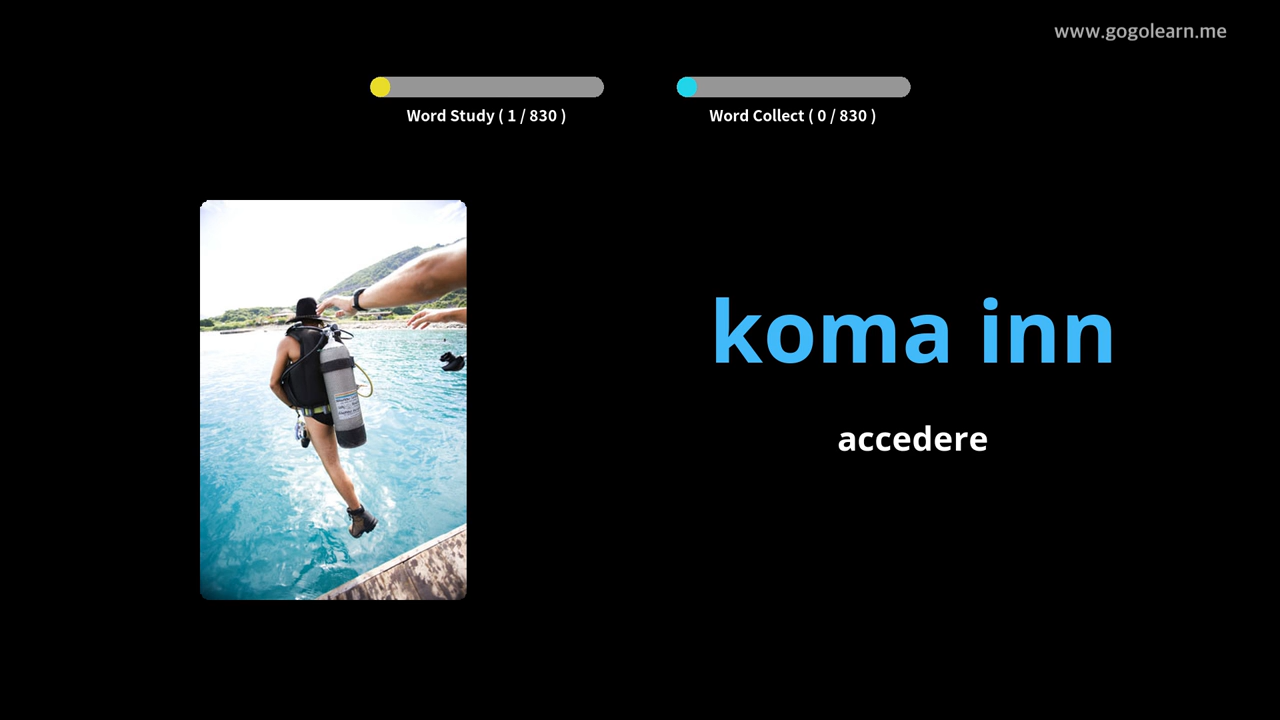 www.gogolearn.me
Word Study ( 1 / 830 )
Word Collect ( 0 / 830 )
koma inn
accedere